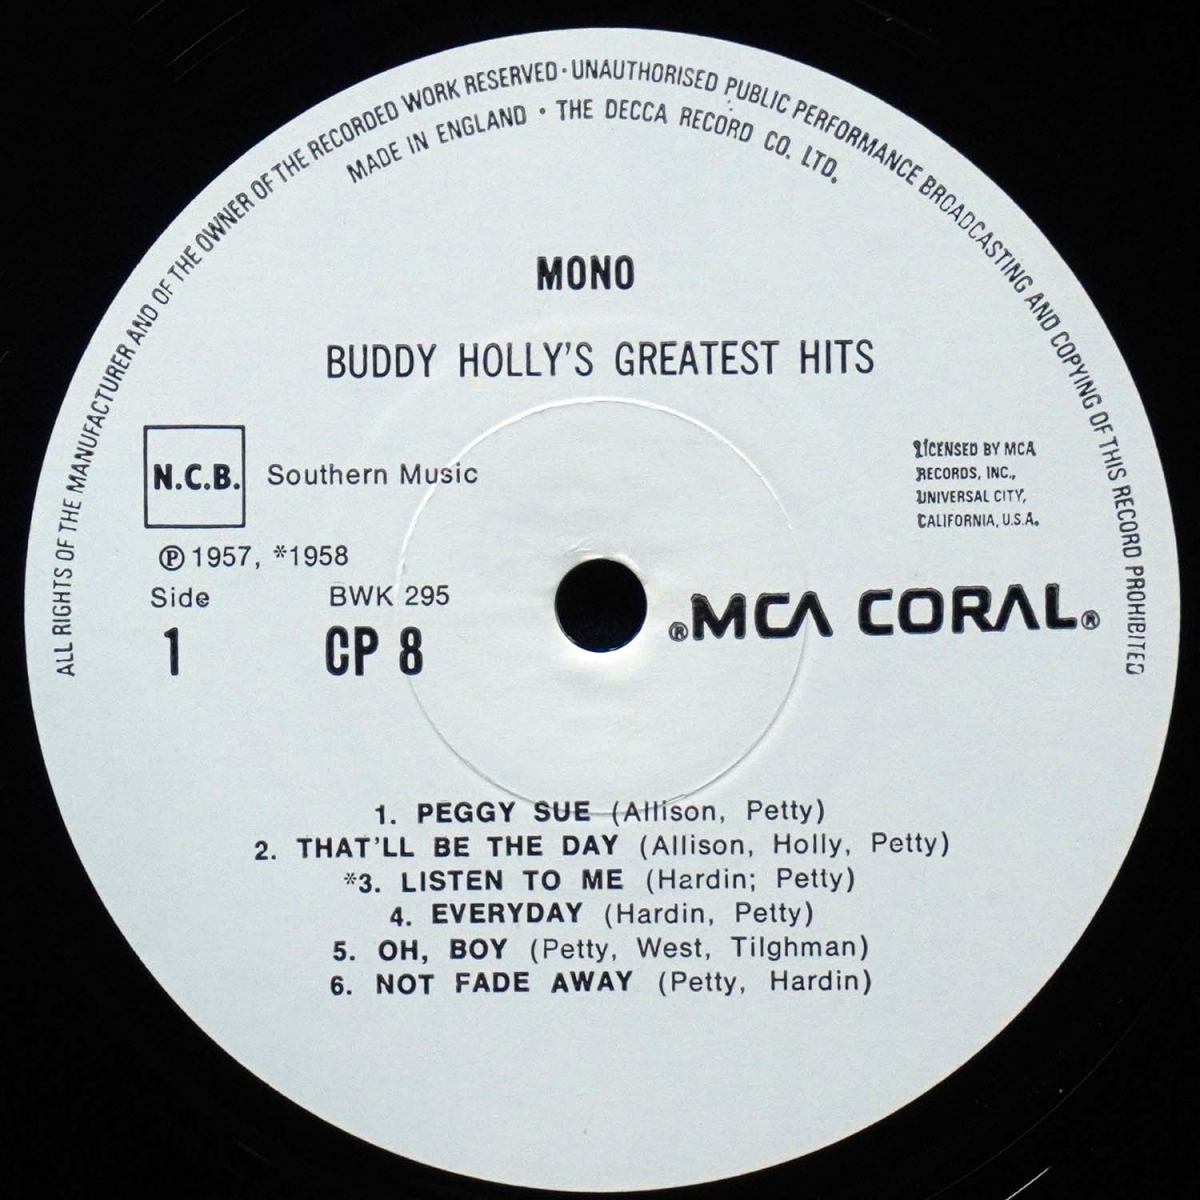 ALL RIGHTS OF THE MANUFACTURER AND OF THE OWNER OF THE RECORDED WORK RESERVED · UNAUTHORISED PUBLIC PERFORMANCE BROADCASTING AND COPYING OF THIS RECORD PROHIBITED
MADE IN ENGLAND · THE DECCA RECORD CO. LTD.
MONO
BUDDY HOLLY'S GREATEST HITS
N.C.B. Southern Music
LICENSED BY MCA
RECORDS, INC.,
UNIVERSAL CITY,
CALIFORNIA, U.S.A.
℗ 1957, *1958
Side BWK 295
1 CP 8
®MCA CORAL®
1. PEGGY SUE (Allison, Petty)
2. THAT'LL BE THE DAY (Allison, Holly, Petty)
*3. LISTEN TO ME (Hardin; Petty)
4. EVERYDAY (Hardin, Petty)
5. OH, BOY (Petty, West, Tilghman)
6. NOT FADE AWAY (Petty, Hardin)